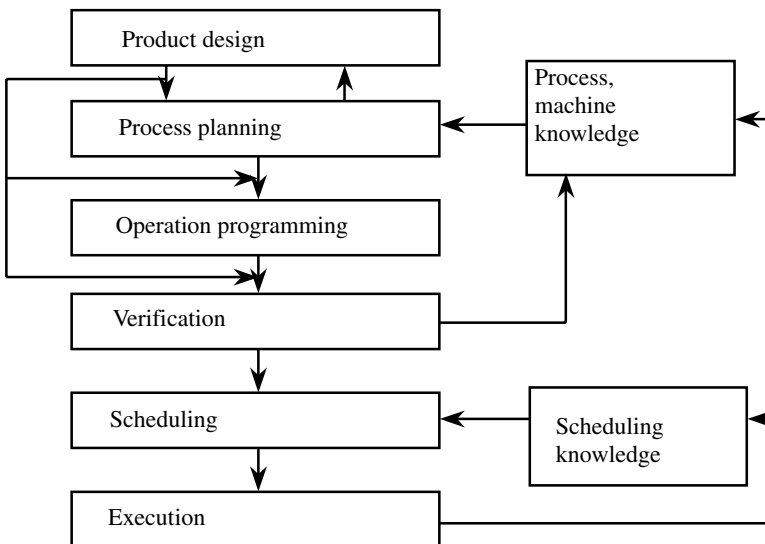 Product design
Process planning
Process,
machine
knowledge
Operation programming
Verification
Scheduling
Scheduling
knowledge
Execution